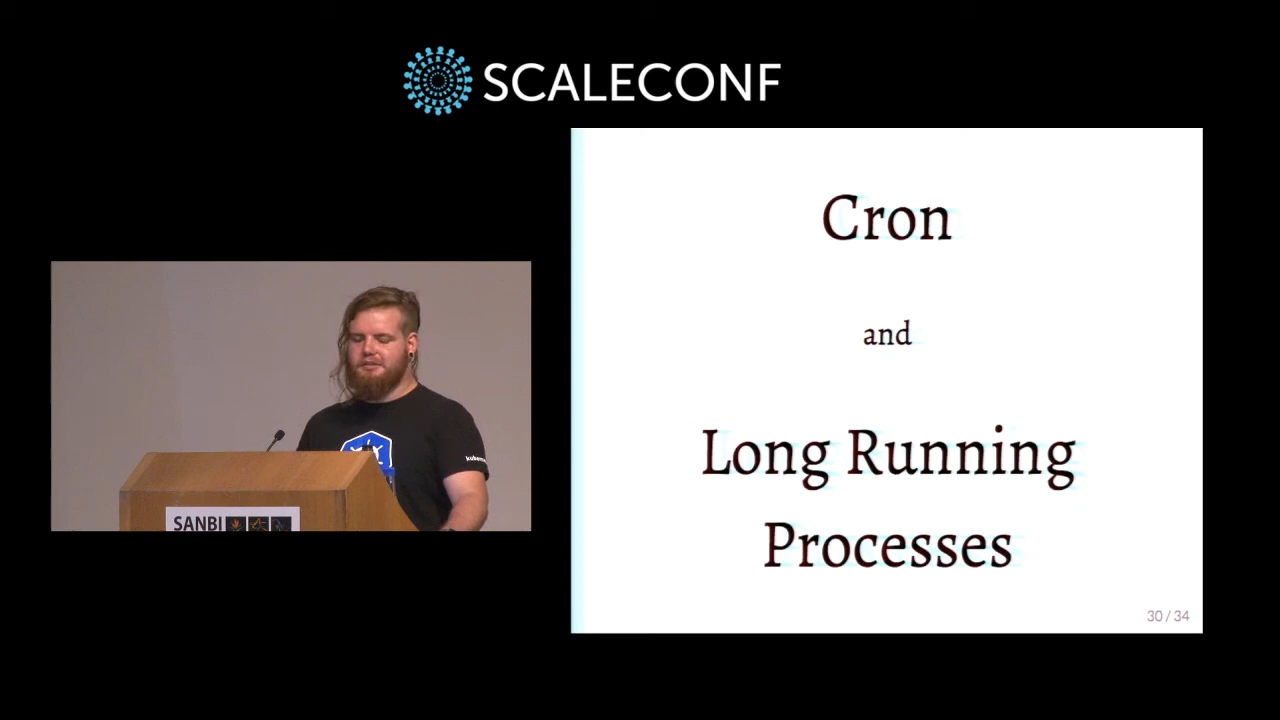 SCALECONF
Cron
and
Long Running
Processes
30 / 34
SANBI